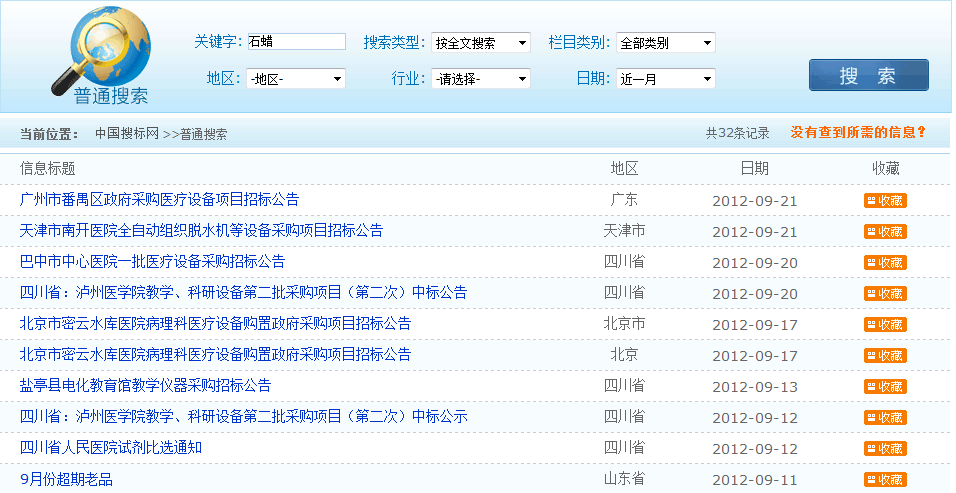 关键字: 石蜡 搜索类型: 按全文搜索 栏目类别: 全部类别
地区: -地区- 行业: -请选择- 日期: 近一月
搜 索
普通搜索
当前位置: 中国搜标网 >>普通搜索 共32条记录 没有查到所需的信息?
信息标题 地区 日期 收藏
广州市番禺区政府采购医疗设备项目招标公告 广东 2012-09-21 收藏
天津市南开医院全自动组织脱水机等设备采购项目招标公告 天津市 2012-09-21 收藏
巴中市中心医院一批医疗设备采购招标公告 四川省 2012-09-20 收藏
四川省：泸州医学院教学、科研设备第二批采购项目（第二次）中标公告 四川省 2012-09-20 收藏
北京市密云水库医院病理科医疗设备购置政府采购项目招标公告 北京市 2012-09-17 收藏
北京市密云水库医院病理科医疗设备购置政府采购项目招标公告 北京 2012-09-17 收藏
盐亭县电化教育馆教学仪器采购招标公告 四川省 2012-09-13 收藏
四川省：泸州医学院教学、科研设备第二批采购项目（第二次）中标公示 四川省 2012-09-12 收藏
四川省人民医院试剂比选通知 四川省 2012-09-12 收藏
9月份超期老品 山东省 2012-09-11 收藏